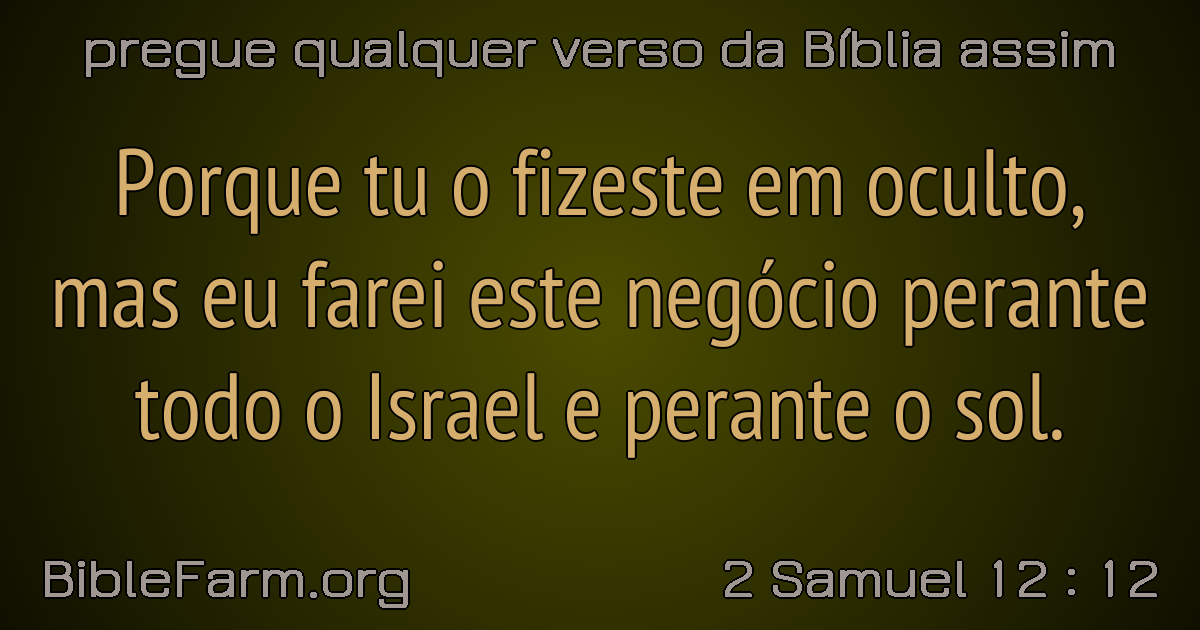 pregue qualquer verso da Bíblia assim
Porque tu o fizeste em oculto,
mas eu farei este negócio perante
todo o Israel e perante o sol.
BibleFarm.org
2 Samuel 12 : 12